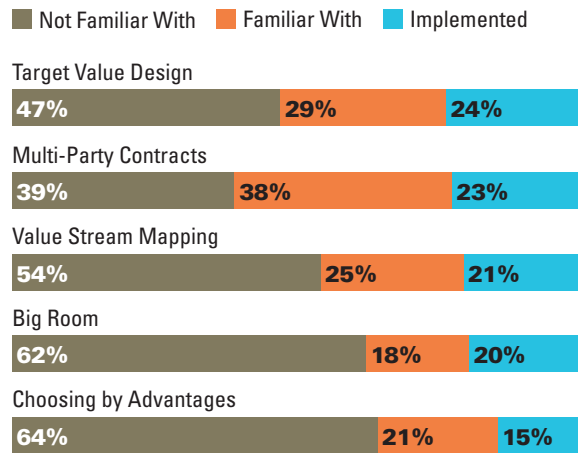 Not Familiar With Familiar With Implemented
Target Value Design
47% 29% 24%
Multi-Party Contracts
39% 38% 23%
Value Stream Mapping
54% 25% 21%
Big Room
62% 18% 20%
Choosing by Advantages
64% 21% 15%